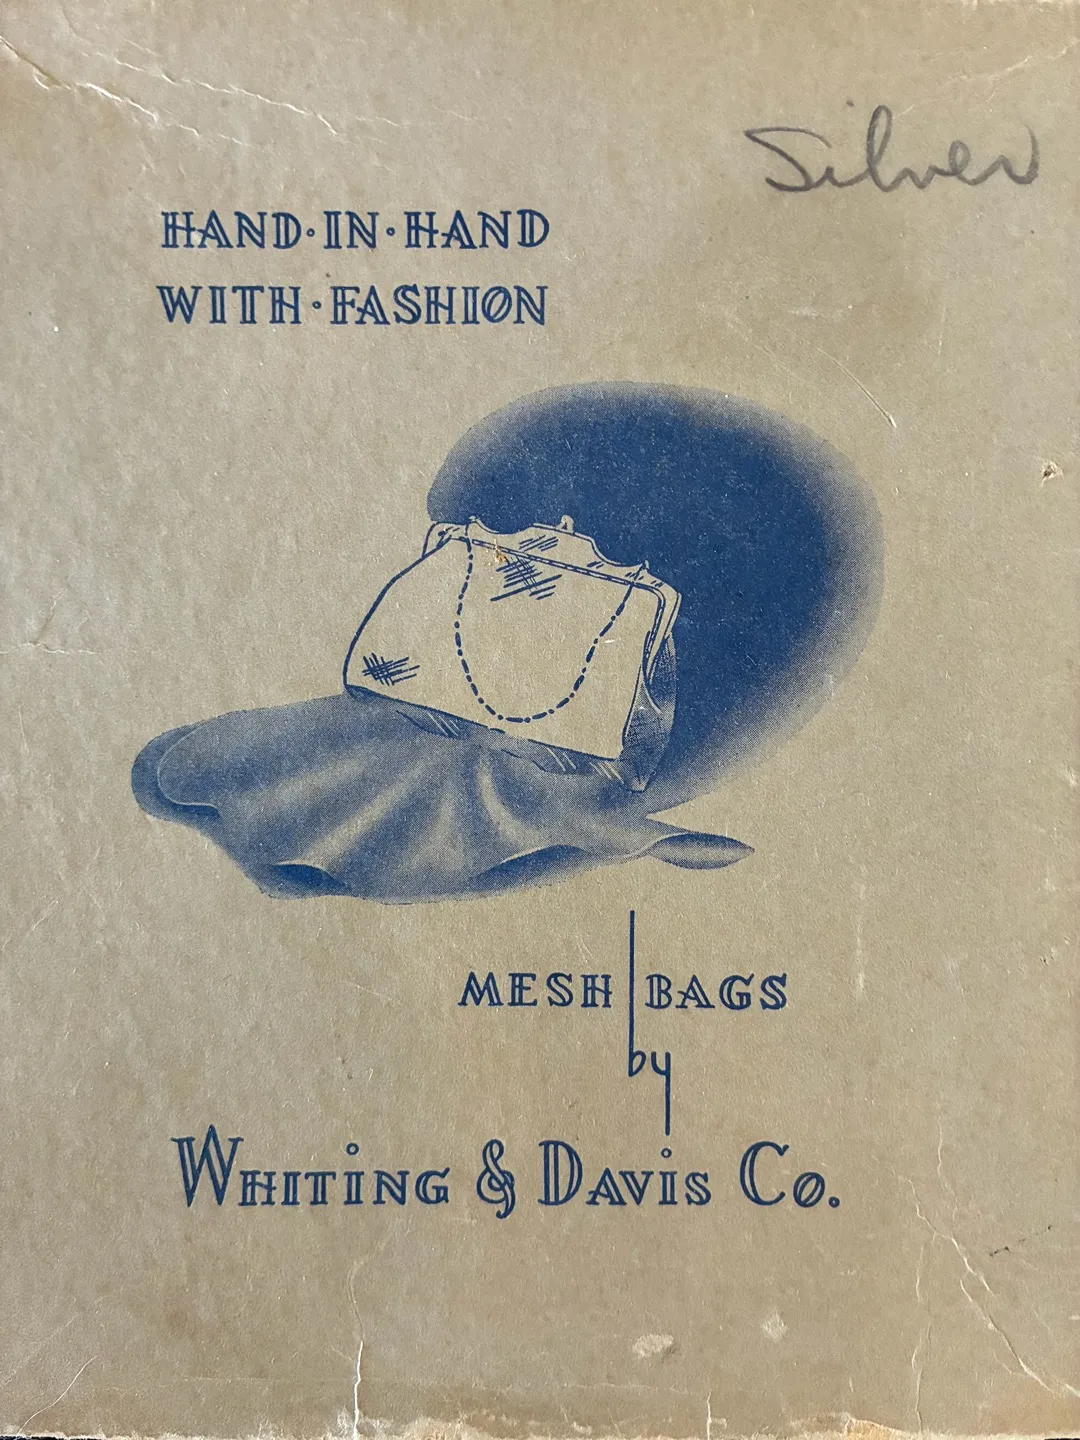 Silver
HAND·IN·HAND
WITH·FASHION
MESH BAGS
by
WHITING & DAVIS CO.